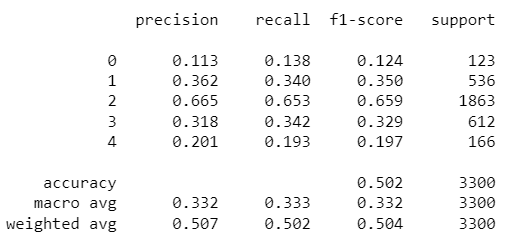 precision recall f1-score support
0 0.113 0.138 0.124 123
1 0.362 0.340 0.350 536
2 0.665 0.653 0.659 1863
3 0.318 0.342 0.329 612
4 0.201 0.193 0.197 166
accuracy 0.502 3300
macro avg 0.332 0.333 0.332 3300
weighted avg 0.507 0.502 0.504 3300